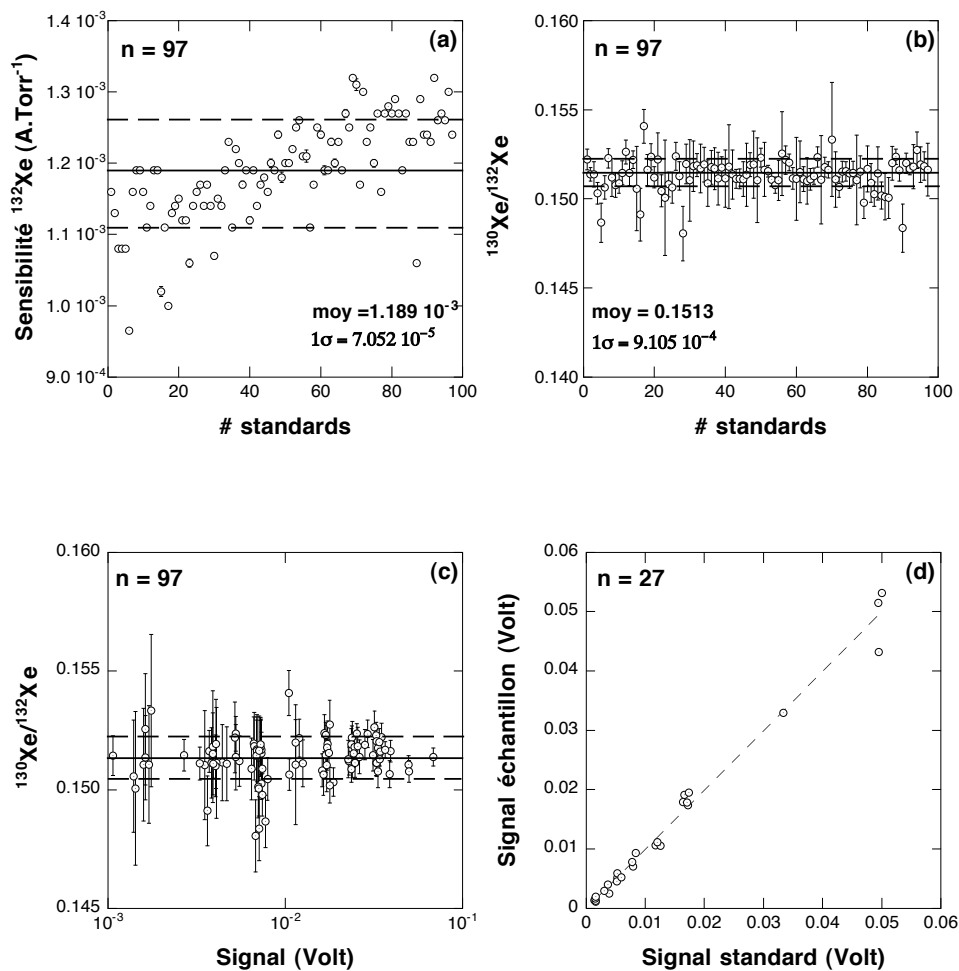 1.4 10⁻³
1.3 10⁻³
1.2 10⁻³
1.1 10⁻³
1.0 10⁻³
9.0 10⁻⁴
Sensibilité ¹³²Xe (A.Torr⁻¹)
n = 97
(a)
moy =1.189 10⁻³
1σ = 7.052 10⁻⁵
0 20 40 60 80 100
# standards
0.160
0.155
0.150
0.145
0.140
¹³⁰Xe/¹³²Xe
n = 97
(b)
moy = 0.1513
1σ = 9.105 10⁻⁴
0 20 40 60 80 100
# standards
0.160
0.155
0.150
0.145
¹³⁰Xe/¹³²Xe
n = 97
(c)
10⁻³ 10⁻² 10⁻¹
Signal (Volt)
0.06
0.05
0.04
0.03
0.02
0.01
0
Signal échantillon (Volt)
n = 27
(d)
0 0.01 0.02 0.03 0.04 0.05 0.06
Signal standard (Volt)